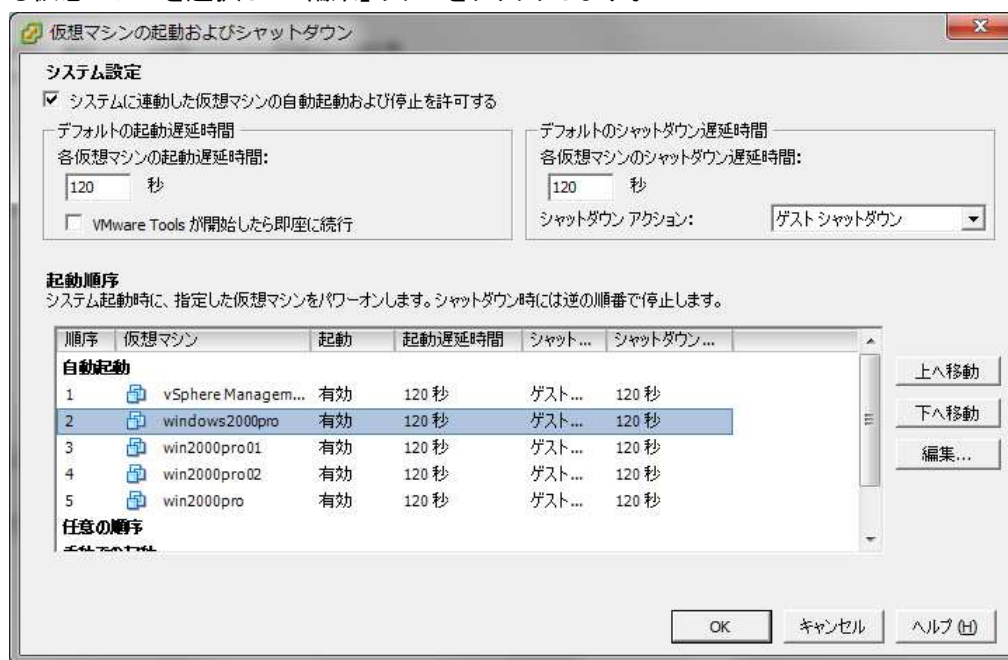 仮想マシンの起動およびシャットダウン
システム設定
システムに連動した仮想マシンの自動起動および停止を許可する
デフォルトの起動遅延時間
各仮想マシンの起動遅延時間:
120 秒
VMware Tools が開始したら即座に続行
デフォルトのシャットダウン遅延時間
各仮想マシンのシャットダウン遅延時間:
120 秒
シャットダウン アクション: ゲスト シャットダウン
起動順序
システム起動時に、指定した仮想マシンをパワーオンします。シャットダウン時には逆の順番で停止します。
順序 仮想マシン 起動 起動遅延時間 シャット... シャットダウン...
自動起動
1 vSphere Managem... 有効 120 秒 ゲスト... 120 秒
2 windows2000pro 有効 120 秒 ゲスト... 120 秒
3 win2000pro01 有効 120 秒 ゲスト... 120 秒
4 win2000pro02 有効 120 秒 ゲスト... 120 秒
5 win2000pro 有効 120 秒 ゲスト... 120 秒
任意の順序
上へ移動
下へ移動
編集...
OK キャンセル ヘルプ(H)